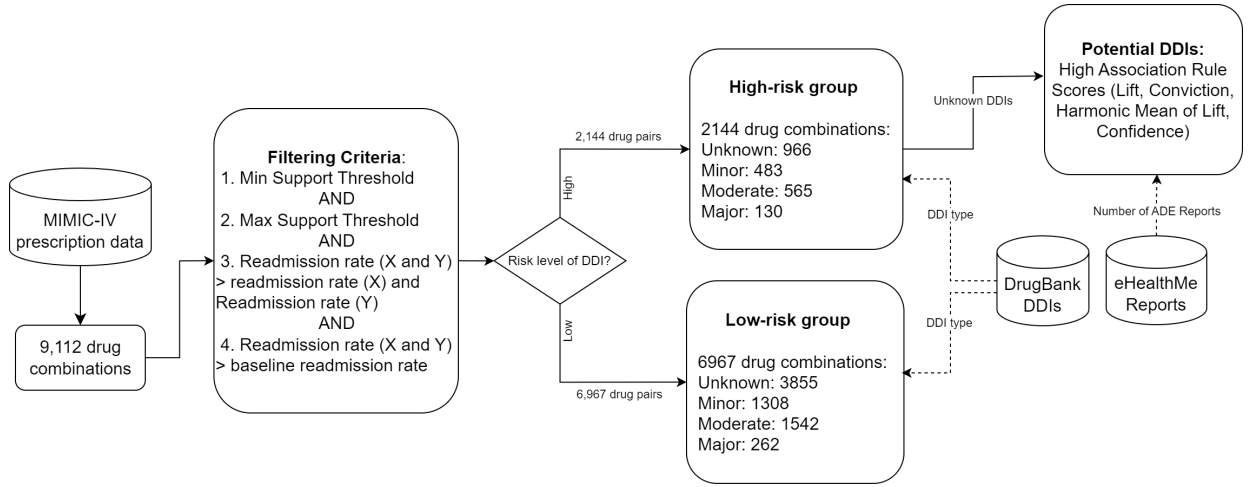 MIMIC-IV
prescription data
9,112 drug
combinations
Filtering Criteria:
1. Min Support Threshold
AND
2. Max Support Threshold
AND
3. Readmission rate (X and Y)
> readmission rate (X) and
Readmission rate (Y)
AND
4. Readmission rate (X and Y)
> baseline readmission rate
Risk level of DDI?
High
2,144 drug pairs
Low
6,967 drug pairs
High-risk group
2144 drug combinations:
Unknown: 966
Minor: 483
Moderate: 565
Major: 130
Low-risk group
6967 drug combinations:
Unknown: 3855
Minor: 1308
Moderate: 1542
Major: 262
Unknown DDIs
DDI type
DDI type
DrugBank
DDIs
Potential DDIs:
High Association Rule
Scores (Lift, Conviction,
Harmonic Mean of Lift,
Confidence)
Number of ADE Reports
eHealthMe
Reports